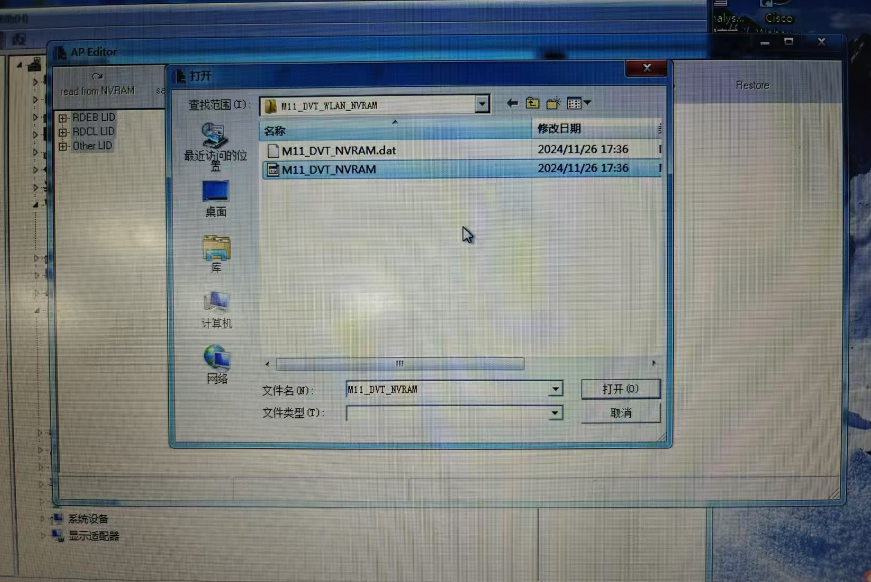 Cisco
AP Editor
read from NVRAM
Restore
RDEB LID
RDCL LID
Other LID
打开
查找范围(I):
M11_DVT_WLAN_NVRAM
名称
修改日期
M11_DVT_NVRAM.dat
2024/11/26 17:36
M11_DVT_NVRAM
2024/11/26 17:36
最近访问的位
置
桌面
库
计算机
网络
文件名(N):
M11_DVT_NVRAM
打开(O)
文件类型(T):
取消
系统设备
显示适配器